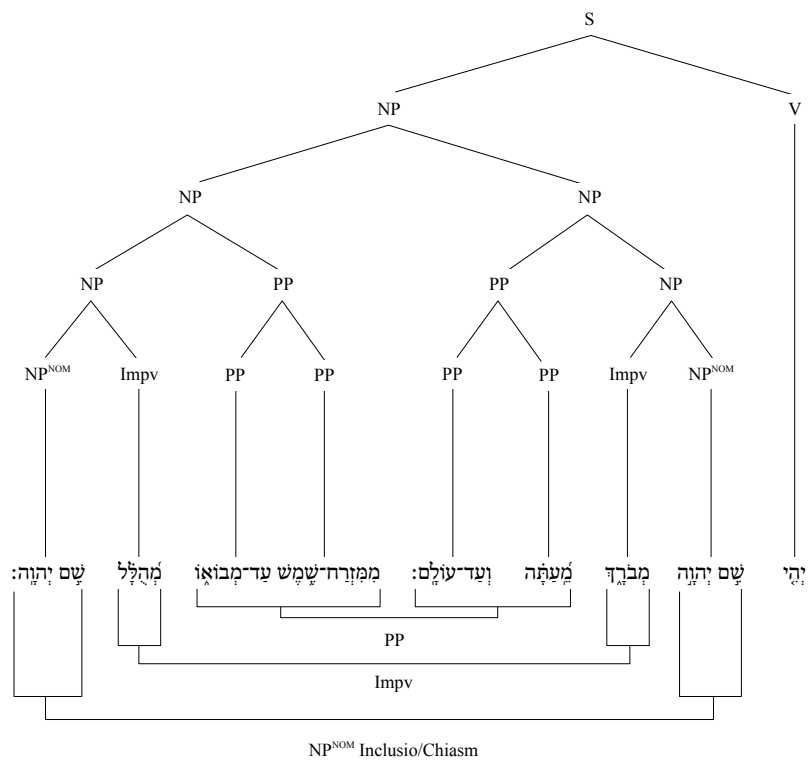 S
NP V
NP NP
NP PP PP NP
NP^NOM Impv PP PP PP PP Impv NP^NOM
יְהִ֤י שֵׁ֣ם יְהוָ֣ה מְבֹרָ֑ךְ מֵ֝עַתָּ֗ה וְעַד־עוֹלָֽם׃ מִמִּזְרַח־שֶׁ֥מֶשׁ עַד־מְבוֹא֑וֹ מְ֝הֻלָּ֗ל שֵׁ֣ם יְהוָֽה׃
PP
Impv
NP^NOM Inclusio/Chiasm